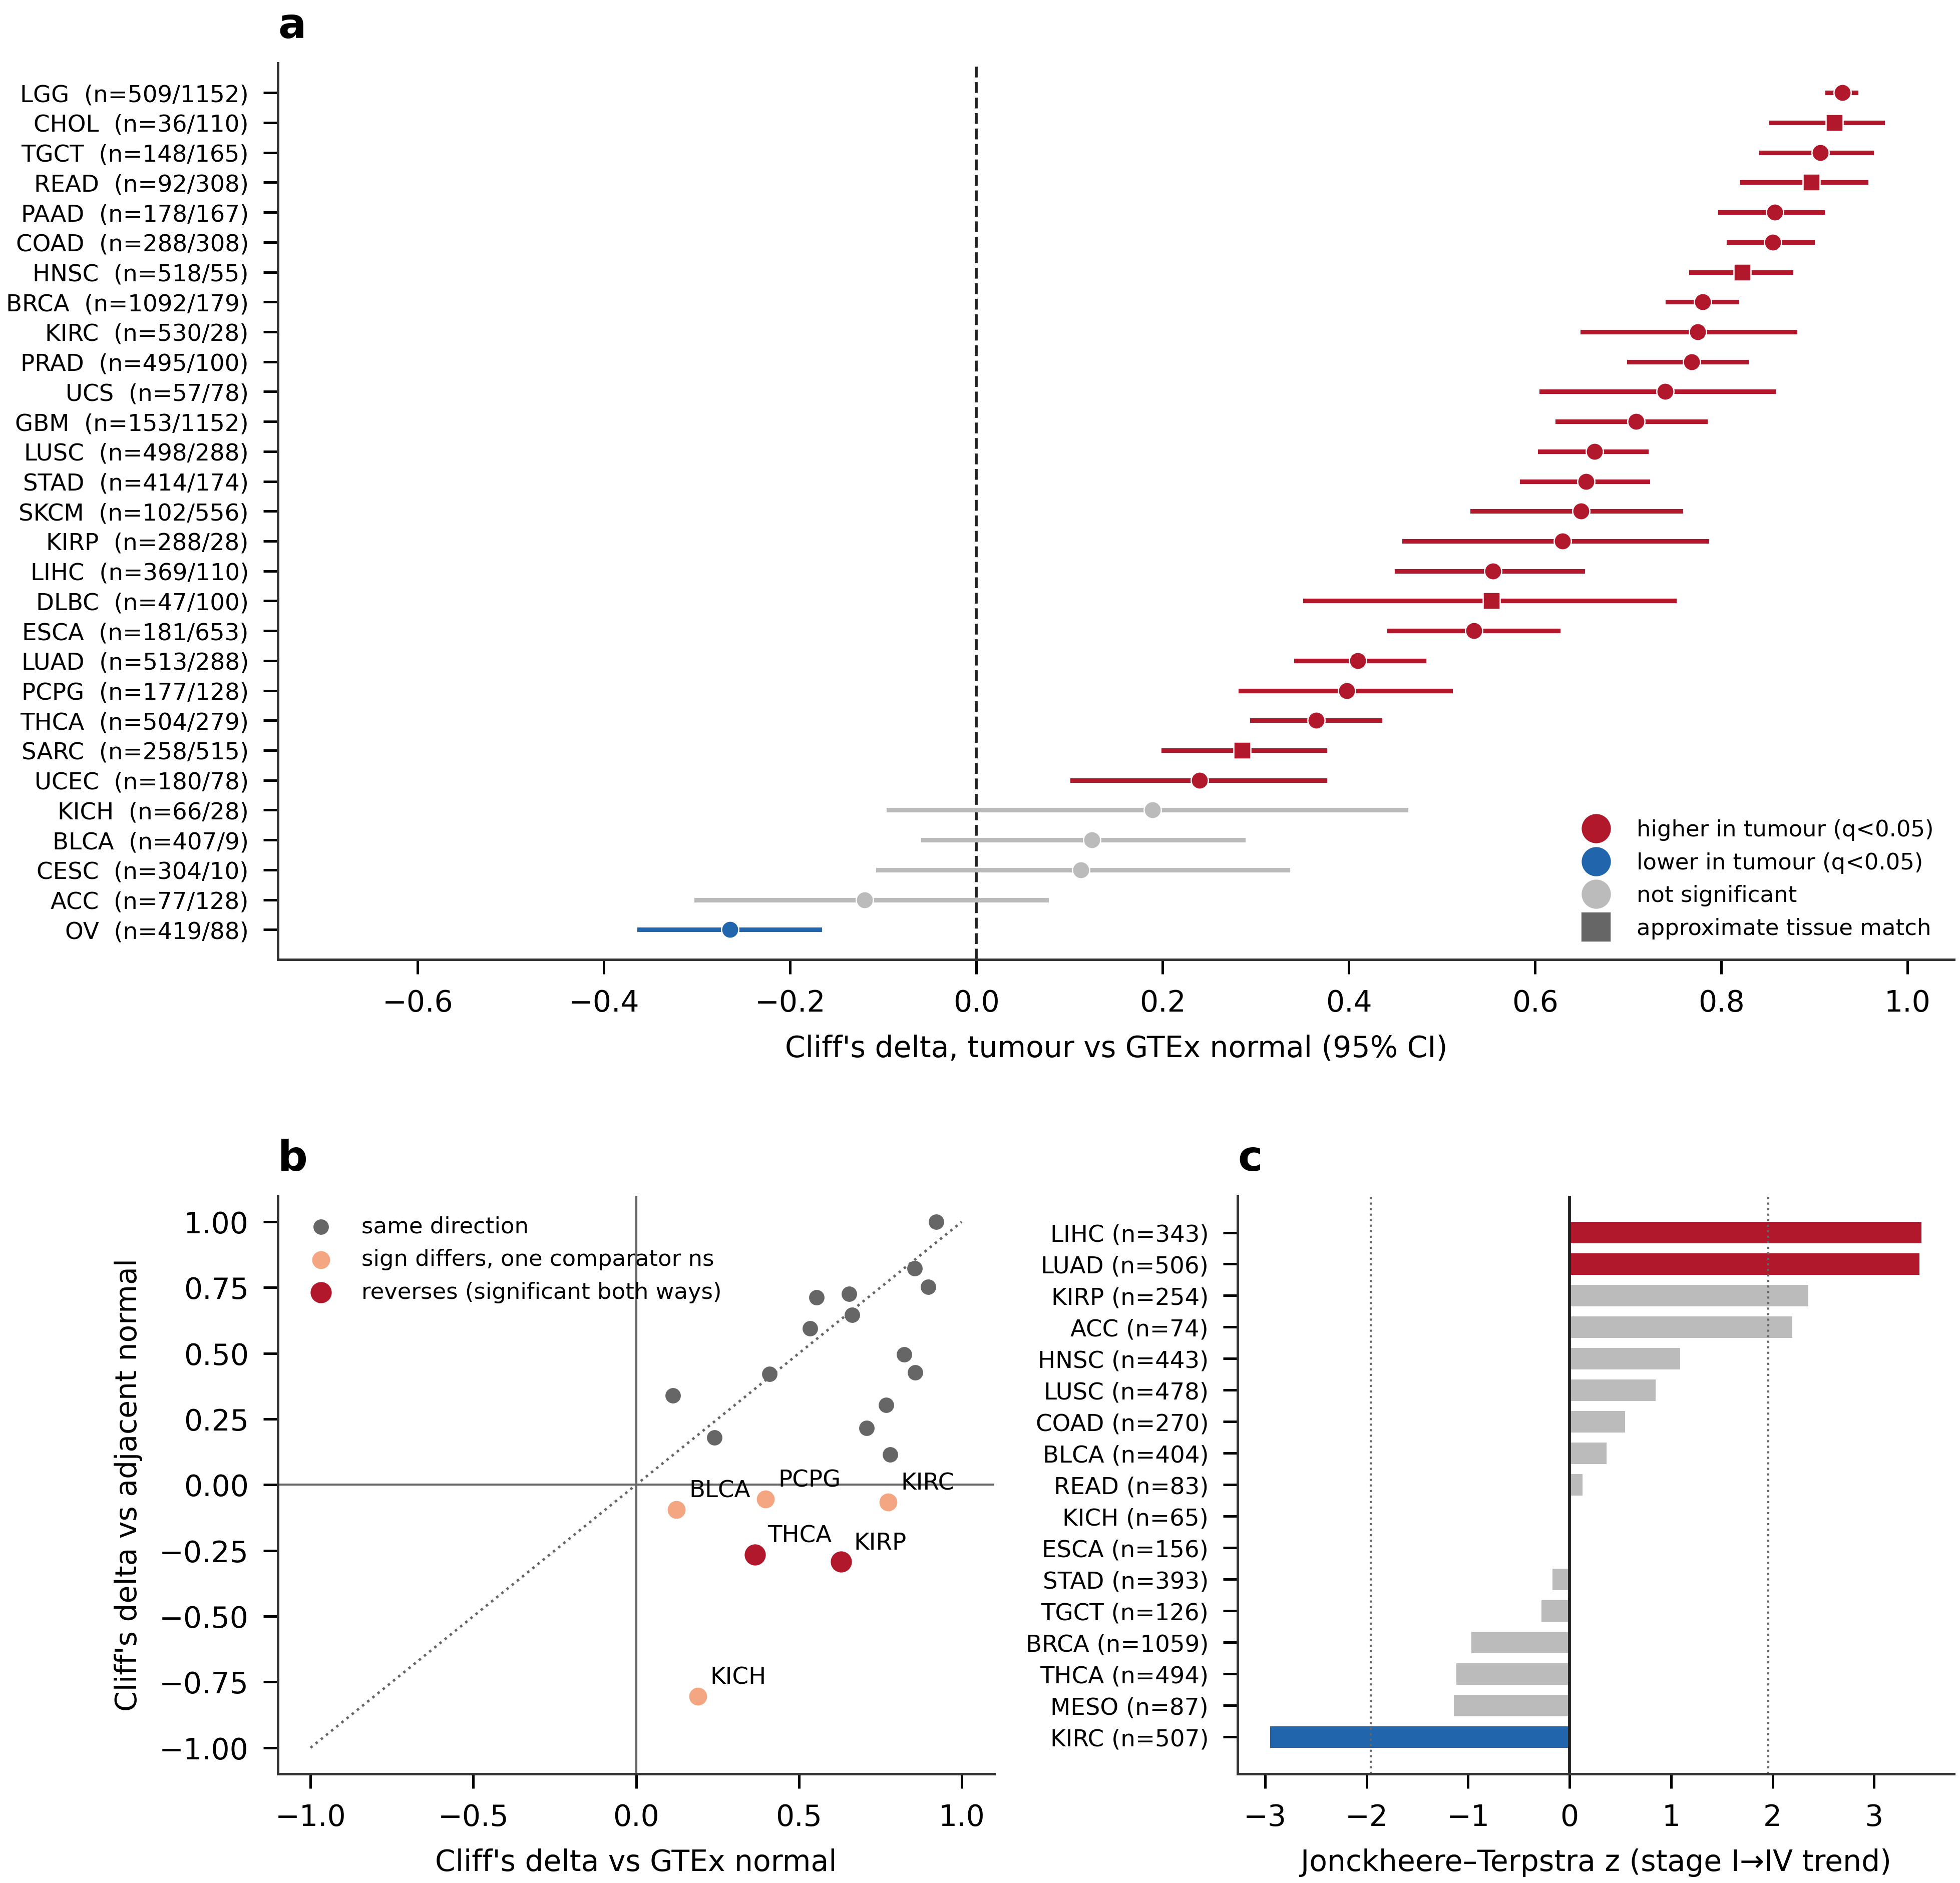 a
LGG (n=509/1152)
CHOL (n=36/110)
TGCT (n=148/165)
READ (n=92/308)
PAAD (n=178/167)
COAD (n=288/308)
HNSC (n=518/55)
BRCA (n=1092/179)
KIRC (n=530/28)
PRAD (n=495/100)
UCS (n=57/78)
GBM (n=153/1152)
LUSC (n=498/288)
STAD (n=414/174)
SKCM (n=102/556)
KIRP (n=288/28)
LIHC (n=369/110)
DLBC (n=47/100)
ESCA (n=181/653)
LUAD (n=513/288)
PCPG (n=177/128)
THCA (n=504/279)
SARC (n=258/515)
UCEC (n=180/78)
KICH (n=66/28)
BLCA (n=407/9)
CESC (n=304/10)
ACC (n=77/128)
OV (n=419/88)
higher in tumour (q<0.05)
lower in tumour (q<0.05)
not significant
approximate tissue match
−0.6 −0.4 −0.2 0.0 0.2 0.4 0.6 0.8 1.0
Cliff's delta, tumour vs GTEx normal (95% CI)
b
Cliff's delta vs adjacent normal
1.00
0.75
0.50
0.25
0.00
−0.25
−0.50
−0.75
−1.00
same direction
sign differs, one comparator ns
reverses (significant both ways)
BLCA
PCPG
KIRC
THCA
KIRP
KICH
−1.0 −0.5 0.0 0.5 1.0
Cliff's delta vs GTEx normal
c
LIHC (n=343)
LUAD (n=506)
KIRP (n=254)
ACC (n=74)
HNSC (n=443)
LUSC (n=478)
COAD (n=270)
BLCA (n=404)
READ (n=83)
KICH (n=65)
ESCA (n=156)
STAD (n=393)
TGCT (n=126)
BRCA (n=1059)
THCA (n=494)
MESO (n=87)
KIRC (n=507)
−3 −2 −1 0 1 2 3
Jonckheere–Terpstra z (stage I→IV trend)